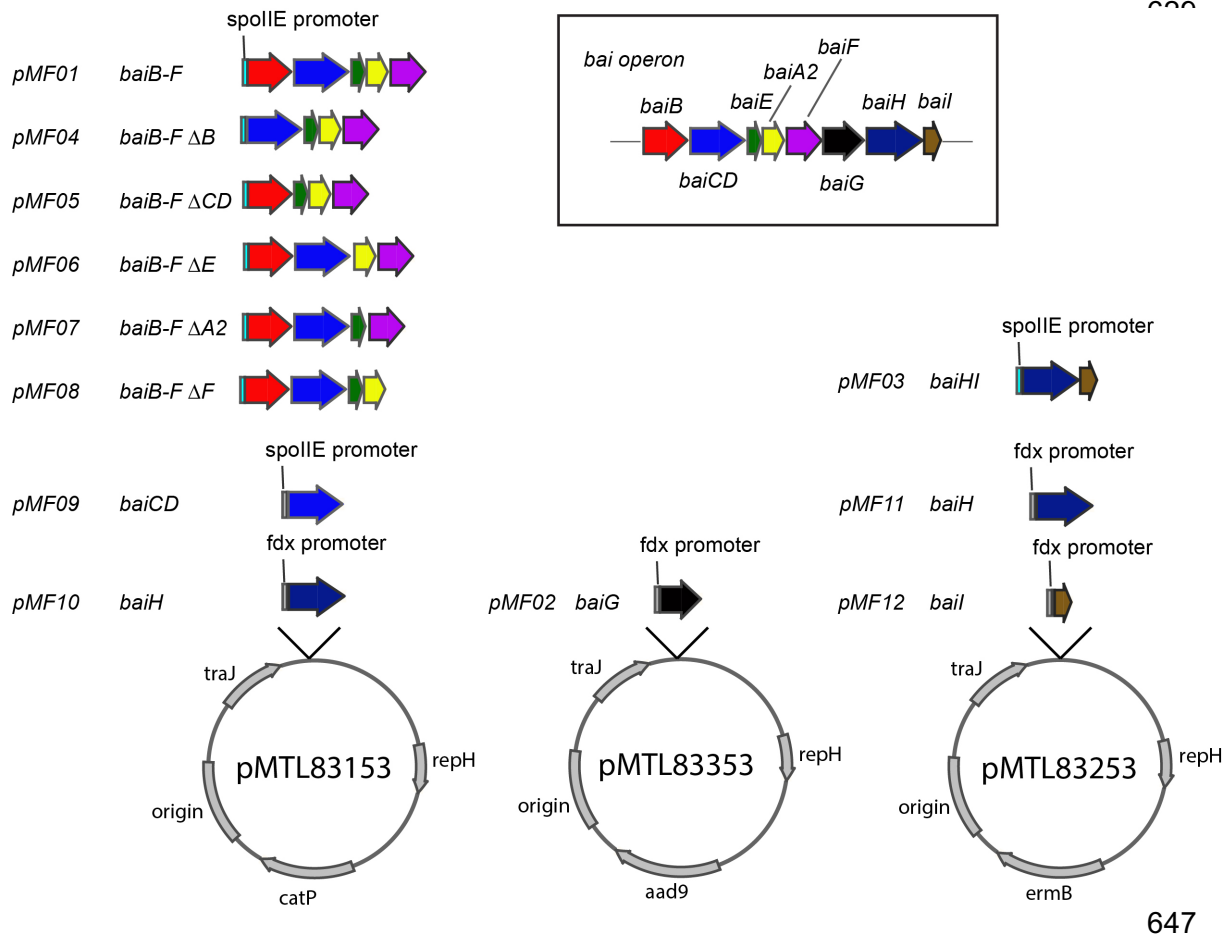 spoIIE promoter
pMF01 baiB-F
pMF04 baiB-F ΔB
pMF05 baiB-F ΔCD
pMF06 baiB-F ΔE
pMF07 baiB-F ΔA2
pMF08 baiB-F ΔF
spoIIE promoter
pMF09 baiCD
fdx promoter
pMF10 baiH
bai operon
baiF
baiA2
baiB
baiE
baiH
baiI
baiCD
baiG
fdx promoter
pMF02 baiG
spoIIE promoter
pMF03 baiHI
fdx promoter
pMF11 baiH
fdx promoter
pMF12 baiI
traJ
pMTL83153
repH
origin
catP
traJ
pMTL83353
repH
origin
aad9
traJ
pMTL83253
repH
origin
ermB
647